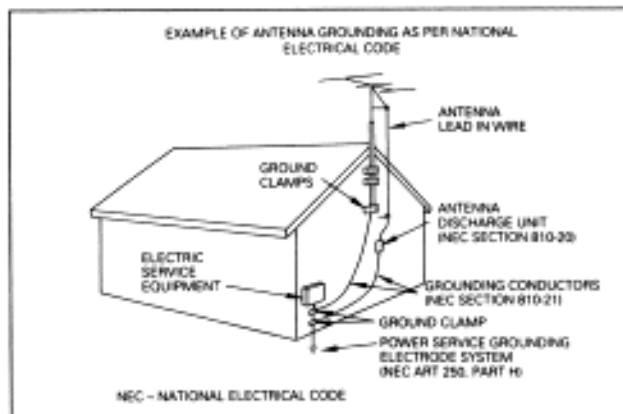 EXAMPLE OF ANTENNA GROUNDING AS PER NATIONAL
ELECTRICAL CODE
ANTENNA
LEAD IN WIRE
GROUND
CLAMPS
ANTENNA
DISCHARGE UNIT
(NEC SECTION 810-20)
ELECTRIC
SERVICE
EQUIPMENT
GROUNDING CONDUCTORS
(NEC SECTION 810-21)
GROUND CLAMP
POWER SERVICE GROUNDING
ELECTRODE SYSTEM
(NEC ART 250, PART H)
NEC – NATIONAL ELECTRICAL CODE